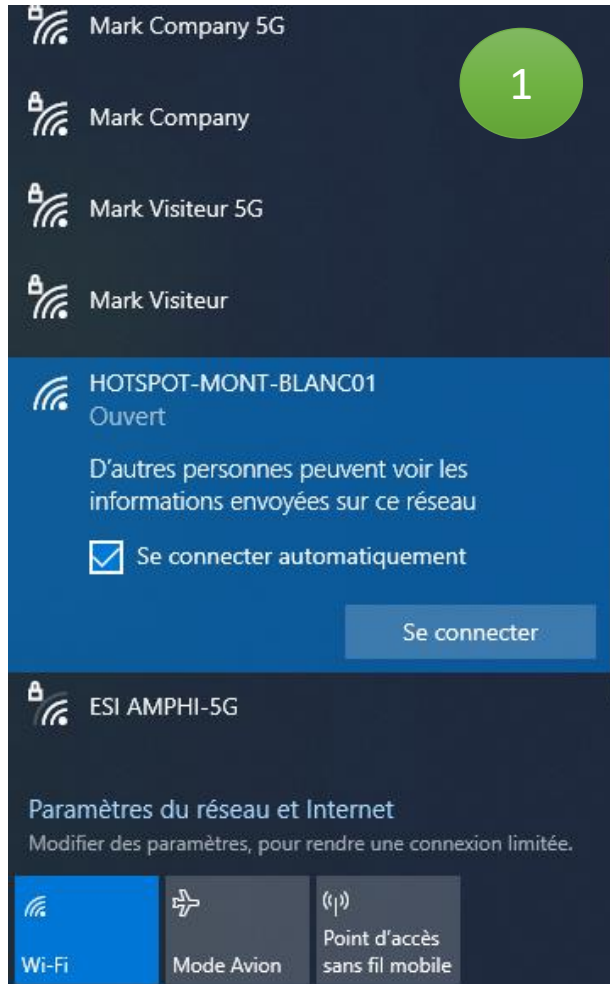 Mark Company 5G
1
Mark Company
Mark Visiteur 5G
Mark Visiteur
HOTSPOT-MONT-BLANC01
Ouvert
D'autres personnes peuvent voir les
informations envoyées sur ce réseau
Se connecter automatiquement
Se connecter
ESI AMPHI-5G
Paramètres du réseau et Internet
Modifier des paramètres, pour rendre une connexion limitée.
Wi-Fi
Mode Avion
Point d'accès
sans fil mobile